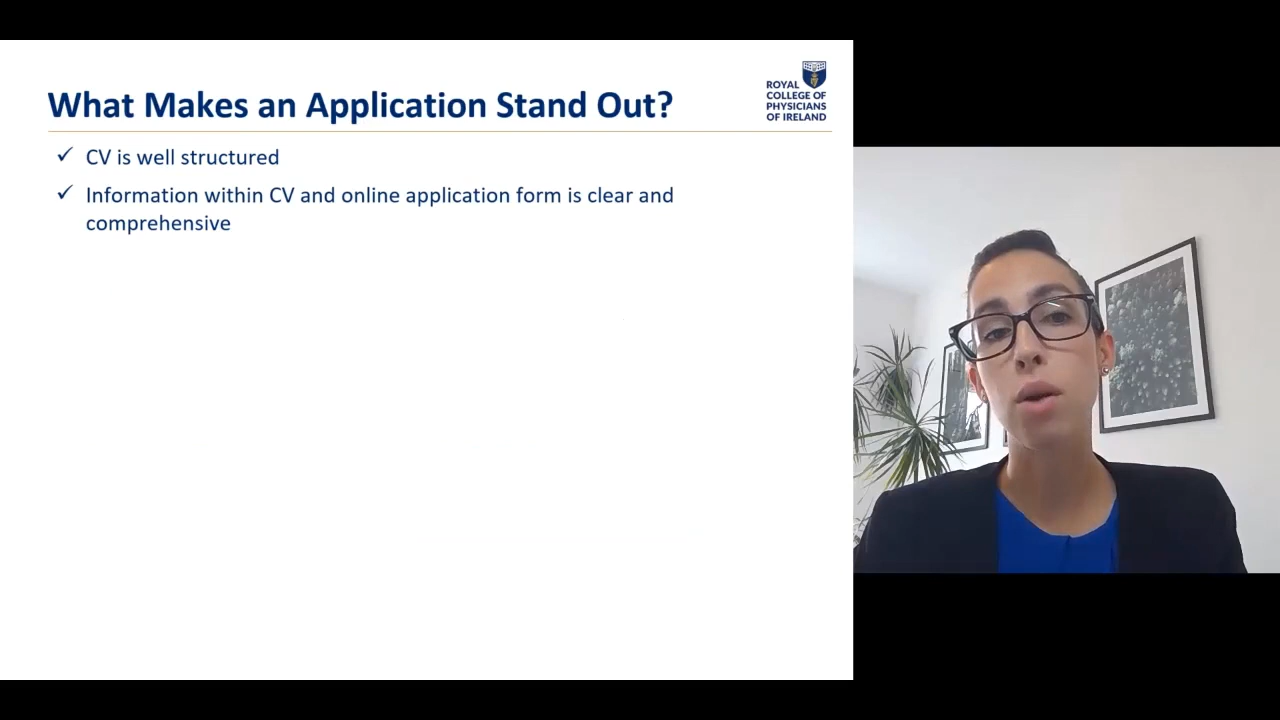 What Makes an Application Stand Out?
ROYAL
COLLEGE OF
PHYSICIANS
OF IRELAND
✓ CV is well structured
✓ Information within CV and online application form is clear and
comprehensive